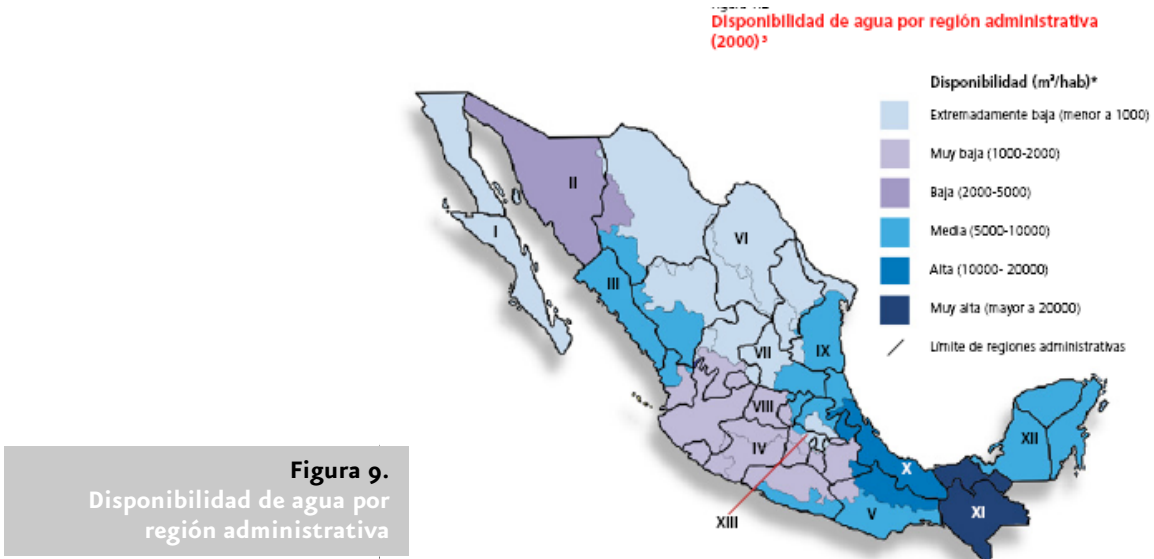 Disponibilidad de agua por región administrativa
(2000)³
Disponibilidad (m³/hab)*
Extremadamente baja (menor a 1000)
Muy baja (1000-2000)
Baja (2000-5000)
Media (5000-10000)
Alta (10000- 20000)
Muy alta (mayor a 20000)
Límite de regiones administrativas
I
II
III
VI
VII
IX
VIII
IV
XIII
V
X
XI
XII
Figura 9.
Disponibilidad de agua por
región administrativa